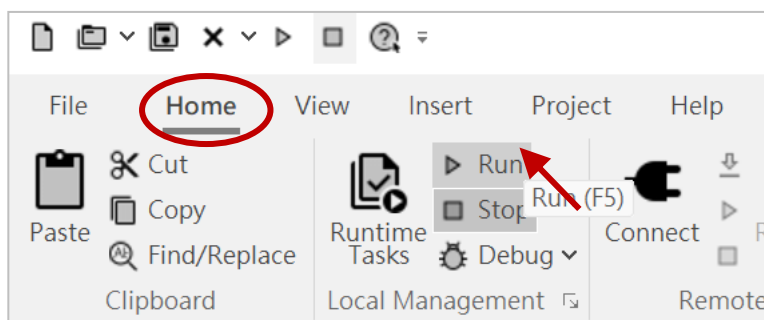 File Home View Insert Project Help
Cut
Run
Run (F5)
Copy
Stop
Paste
Runtime
Tasks
Connect
Find/Replace
Debug
Clipboard
Local Management
Remote